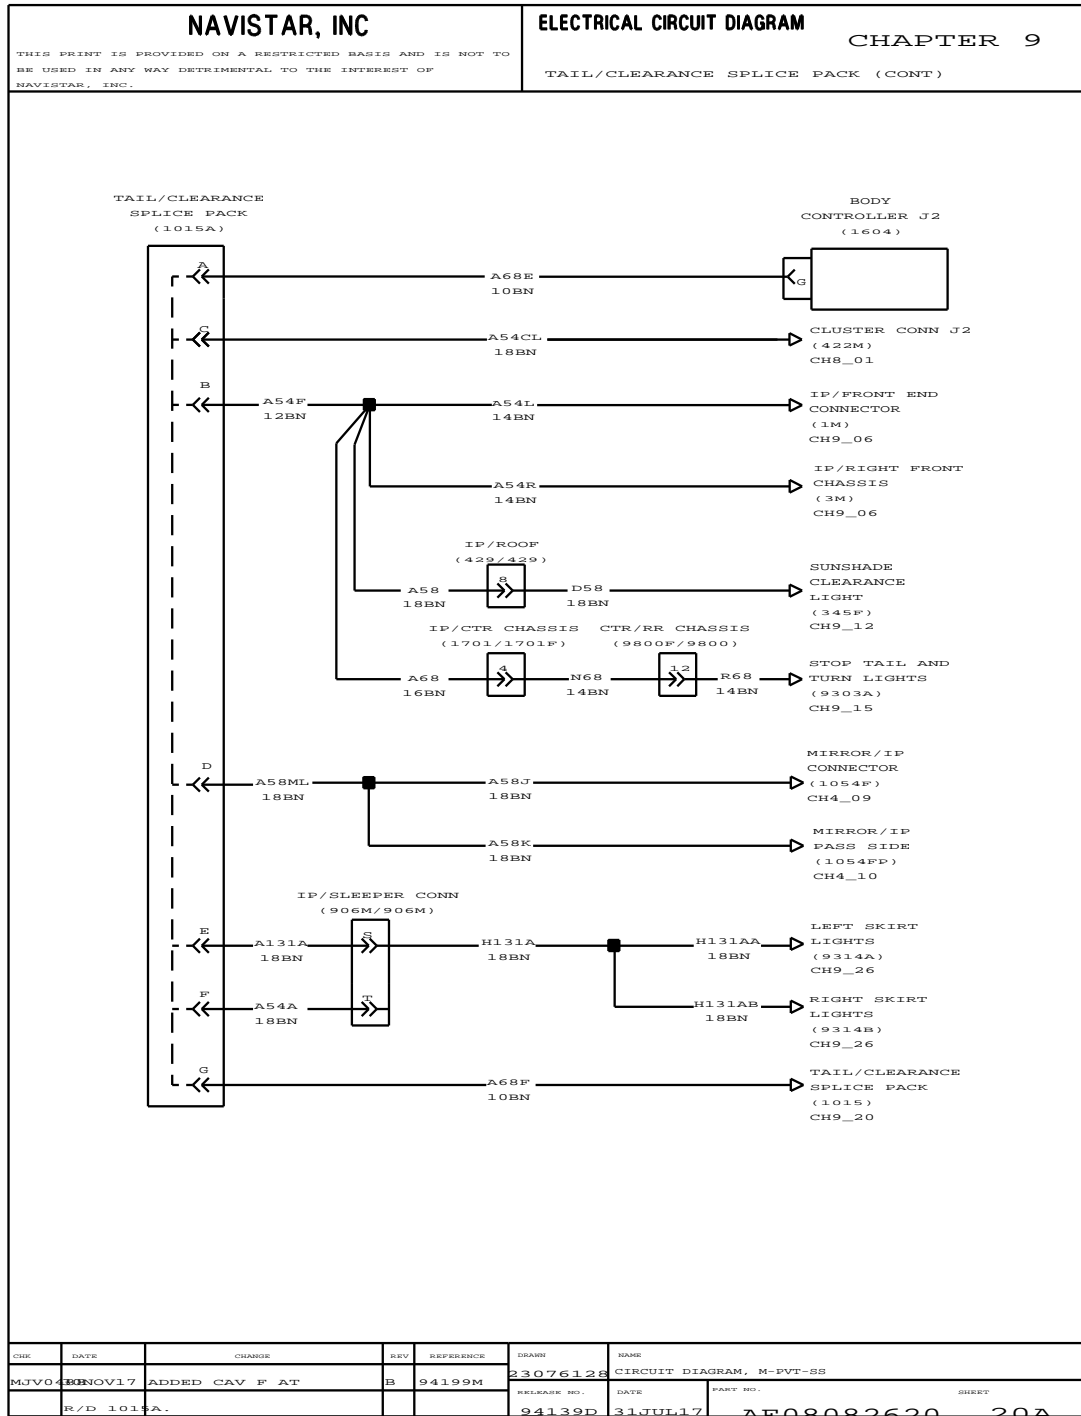 NAVISTAR, INC
THIS PRINT IS PROVIDED ON A RESTRICTED BASIS AND IS NOT TO
BE USED IN ANY WAY DETRIMENTAL TO THE INTEREST OF
NAVISTAR, INC.
ELECTRICAL CIRCUIT DIAGRAM
CHAPTER 9
TAIL/CLEARANCE SPLICE PACK (CONT)
TAIL/CLEARANCE
SPLICE PACK
(1015A)
BODY
CONTROLLER J2
(1604)
A
A68E
10BN
G
C
A54CL
18BN
CLUSTER CONN J2
(422M)
CH8_01
B
A54F
12BN
A54L
14BN
IP/FRONT END
CONNECTOR
(1M)
CH9_06
A54R
14BN
IP/RIGHT FRONT
CHASSIS
(3M)
CH9_06
IP/ROOF
(429/429)
8
A58
18BN
D58
18BN
SUNSHADE
CLEARANCE
LIGHT
(345F)
CH9_12
IP/CTR CHASSIS
(1701/1701F)
CTR/RR CHASSIS
(9800F/9800)
4
12
A68
16BN
N68
14BN
R68
14BN
STOP TAIL AND
TURN LIGHTS
(9303A)
CH9_15
D
A58ML
18BN
A58J
18BN
MIRROR/IP
CONNECTOR
(1054F)
CH4_09
A58K
18BN
MIRROR/IP
PASS SIDE
(1054FP)
CH4_10
IP/SLEEPER CONN
(906M/906M)
E
A131A
18BN
S
H131A
18BN
H131AA
18BN
LEFT SKIRT
LIGHTS
(9314A)
CH9_26
F
A54A
18BN
T
H131AB
18BN
RIGHT SKIRT
LIGHTS
(9314B)
CH9_26
G
A68F
10BN
TAIL/CLEARANCE
SPLICE PACK
(1015)
CH9_20
CHK DATE CHANGE REV REFERENCE
ADDED CAV F AT B 94199M
R/D 1015A.
DRAWN
23076128
NAME
CIRCUIT DIAGRAM, M-PVT-SS
RELEASE NO.
94139D
DATE
31JUL17
PART NO.
AF08082620
SHEET
20A